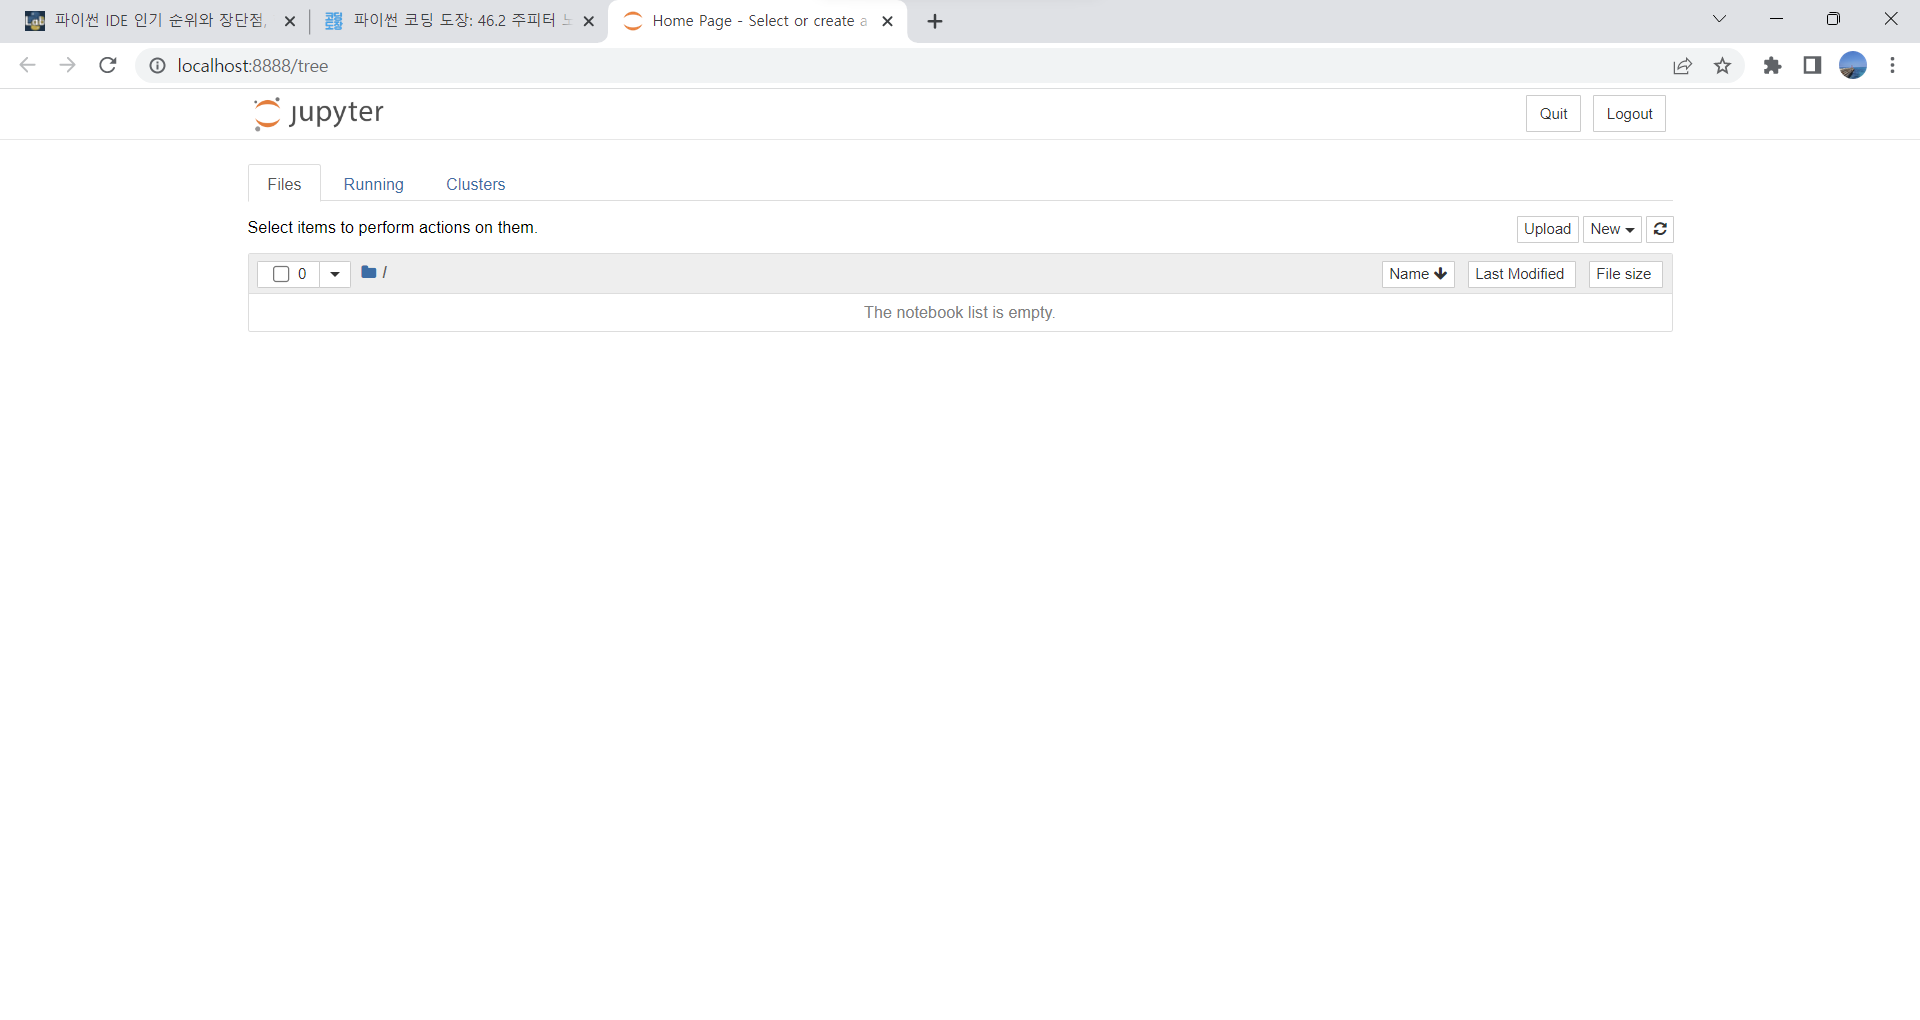 파이썬 IDE 인기 순위와 장단점,
파이썬 코딩 도장: 46.2 주피터
Home Page - Select or create a
localhost:8888/tree
jupyter
Quit
Logout
Files
Running
Clusters
Select items to perform actions on them.
Upload
New
0
/
Name
Last Modified
File size
The notebook list is empty.